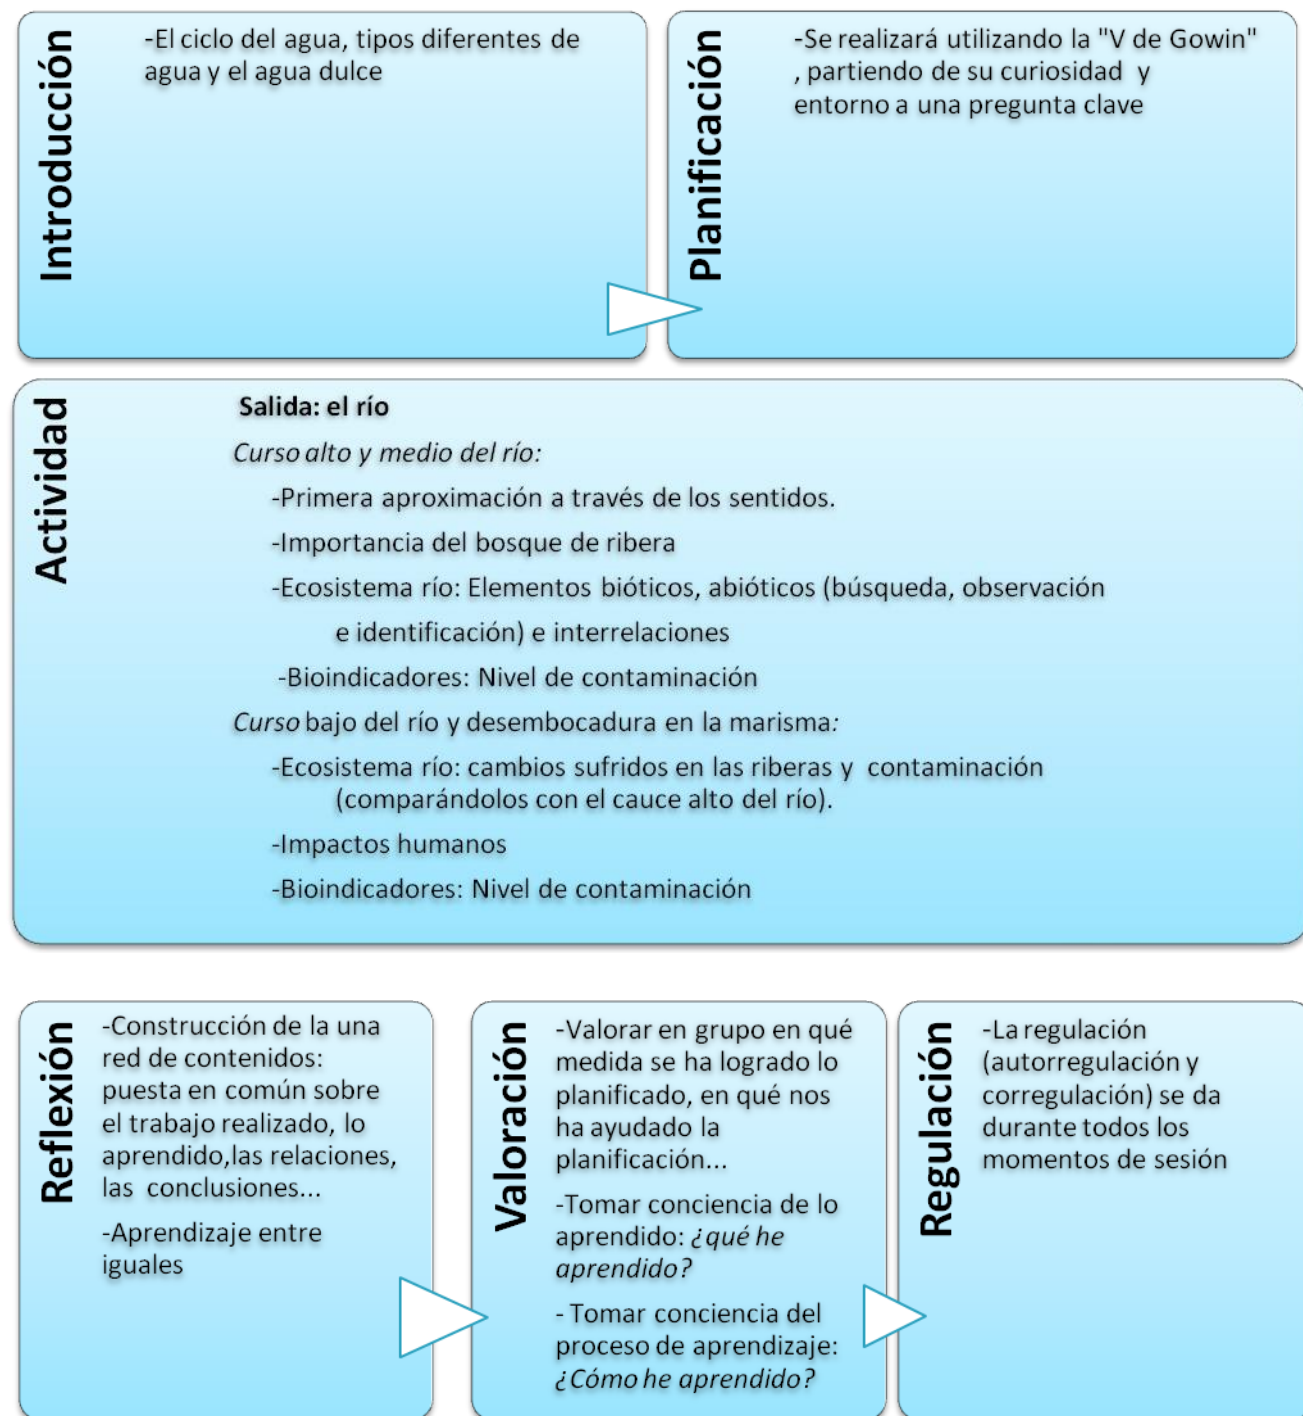 Introducción
-El ciclo del agua, tipos diferentes de
agua y el agua dulce
Planificación
-Se realizará utilizando la "V de Gowin"
, partiendo de su curiosidad y
entorno a una pregunta clave
Actividad
Salida: el río
Curso alto y medio del río:
-Primera aproximación a través de los sentidos.
-Importancia del bosque de ribera
-Ecosistema río: Elementos bióticos, abióticos (búsqueda, observación
e identificación) e interrelaciones
-Bioindicadores: Nivel de contaminación
Curso bajo del río y desembocadura en la marisma:
-Ecosistema río: cambios sufridos en las riberas y contaminación
(comparándolos con el cauce alto del río).
-Impactos humanos
-Bioindicadores: Nivel de contaminación
Reflexión
-Construcción de la una
red de contenidos:
puesta en común sobre
el trabajo realizado, lo
aprendido,las relaciones,
las conclusiones...
-Aprendizaje entre
iguales
Valoración
-Valorar en grupo en qué
medida se ha logrado lo
planificado, en qué nos
ha ayudado la
planificación...
-Tomar conciencia de lo
aprendido: ¿qué he
aprendido?
- Tomar conciencia del
proceso de aprendizaje:
¿Cómo he aprendido?
Regulación
-La regulación
(autorregulación y
corregulación) se da
durante todos los
momentos de sesión